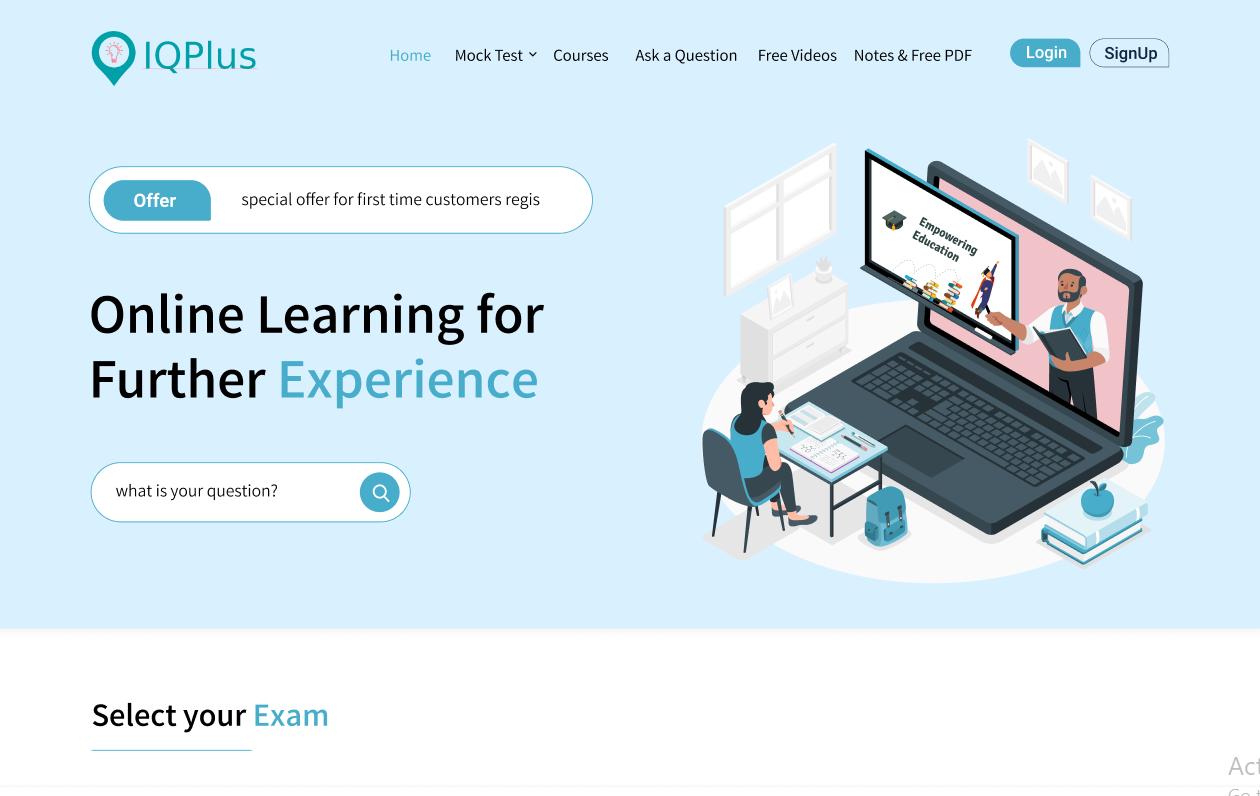 IQPlus
Home Mock Test Courses Ask a Question Free Videos Notes & Free PDF Login SignUp
Offer special offer for first time customers regis
Empowering
Education
Online Learning for
Further Experience
what is your question?
Select your Exam